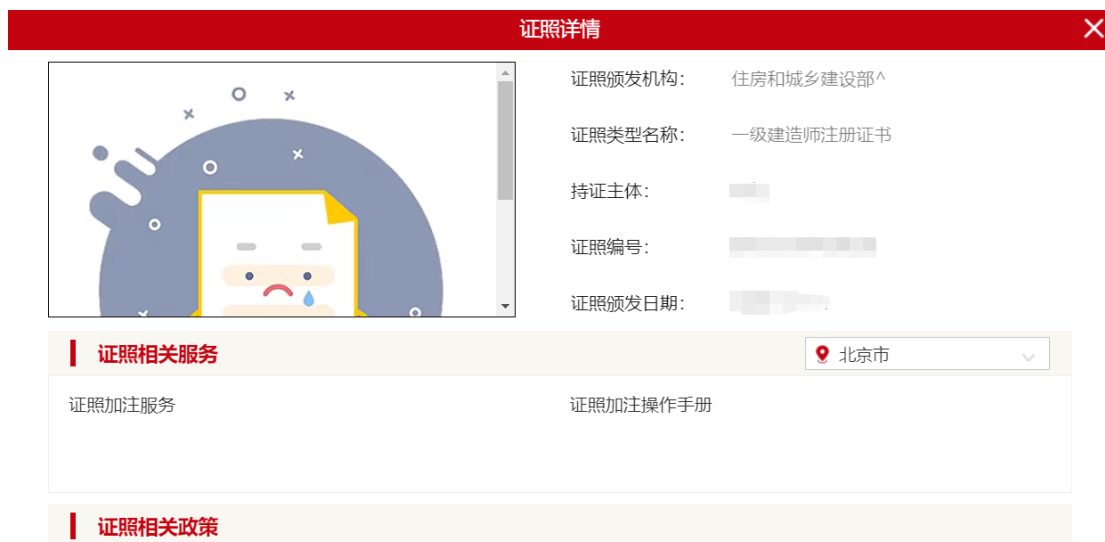 证照详情
证照颁发机构： 住房和城乡建设部^
证照类型名称： 一级建造师注册证书
持证主体：
证照编号：
证照颁发日期：
证照相关服务 北京市
证照加注服务 证照加注操作手册
证照相关政策